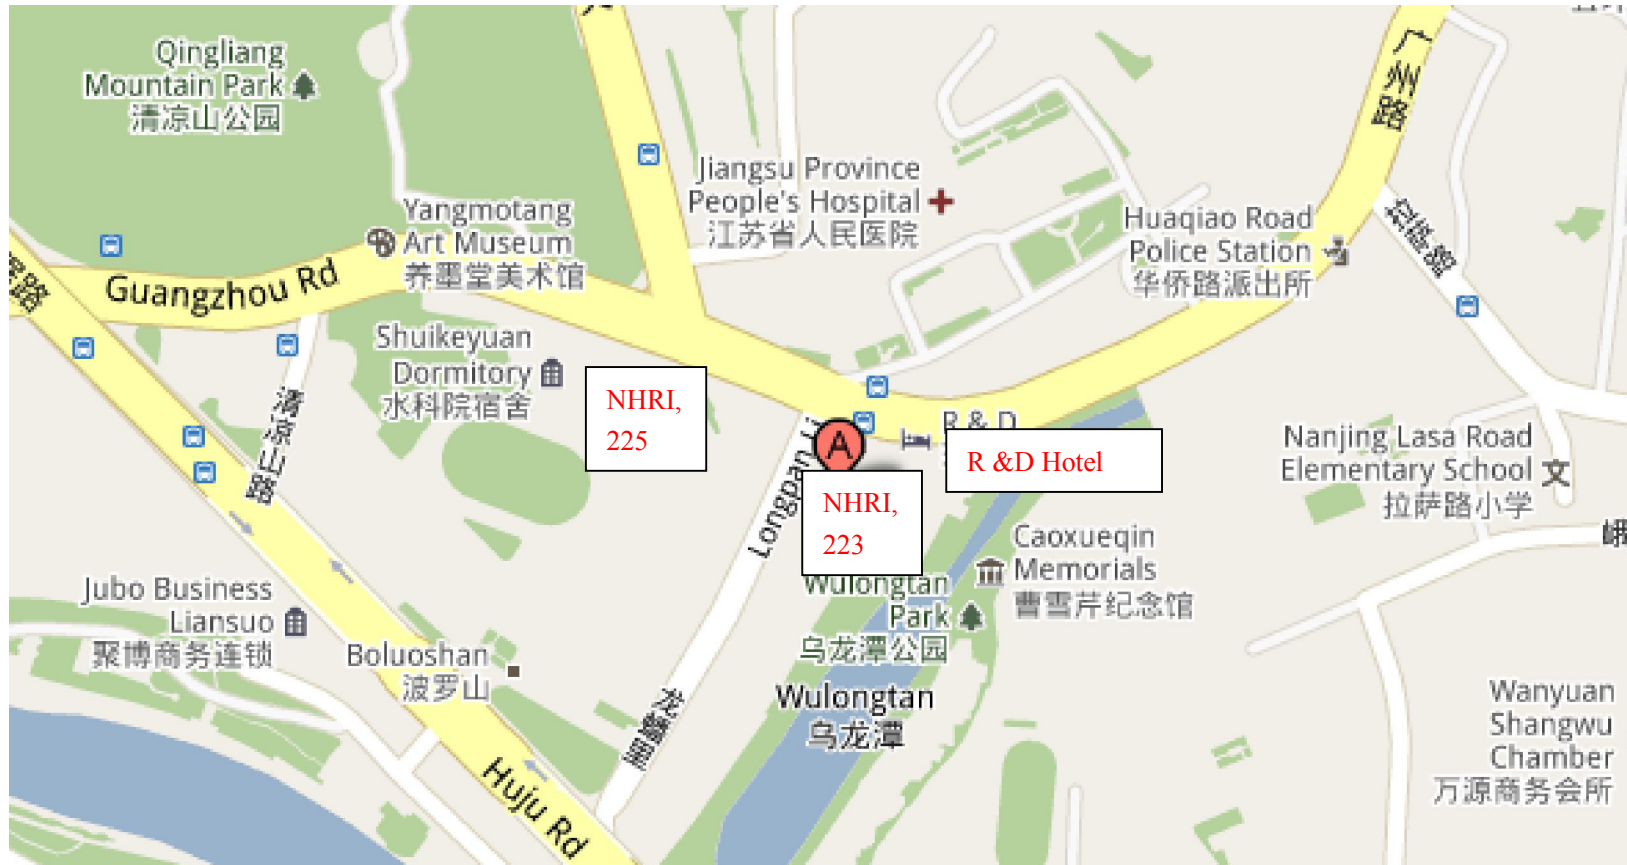 Qingliang
Mountain Park
清凉山公园
广州路
Jiangsu Province
People's Hospital
江苏省人民医院
Yangmotang
Art Museum
养墨堂美术馆
Huaqiao Road
Police Station
华侨路派出所
Guangzhou Rd
Shuikeyuan
Dormitory
水科院宿舍
清凉山路
NHRI,
225
A
R & D
R &D Hotel
Longpan Li
NHRI,
223
Nanjing Lasa Road
Elementary School
拉萨路小学
文
峨
Caoxueqin
Memorials
曹雪芹纪念馆
Wulongtan
Park
乌龙潭公园
Jubo Business
Liansuo
聚博商务连锁
Boluoshan
波罗山
龙蟠里
Wulongtan
乌龙潭
Wanyuan
Shangwu
Chamber
万源商务会所
Huju Rd